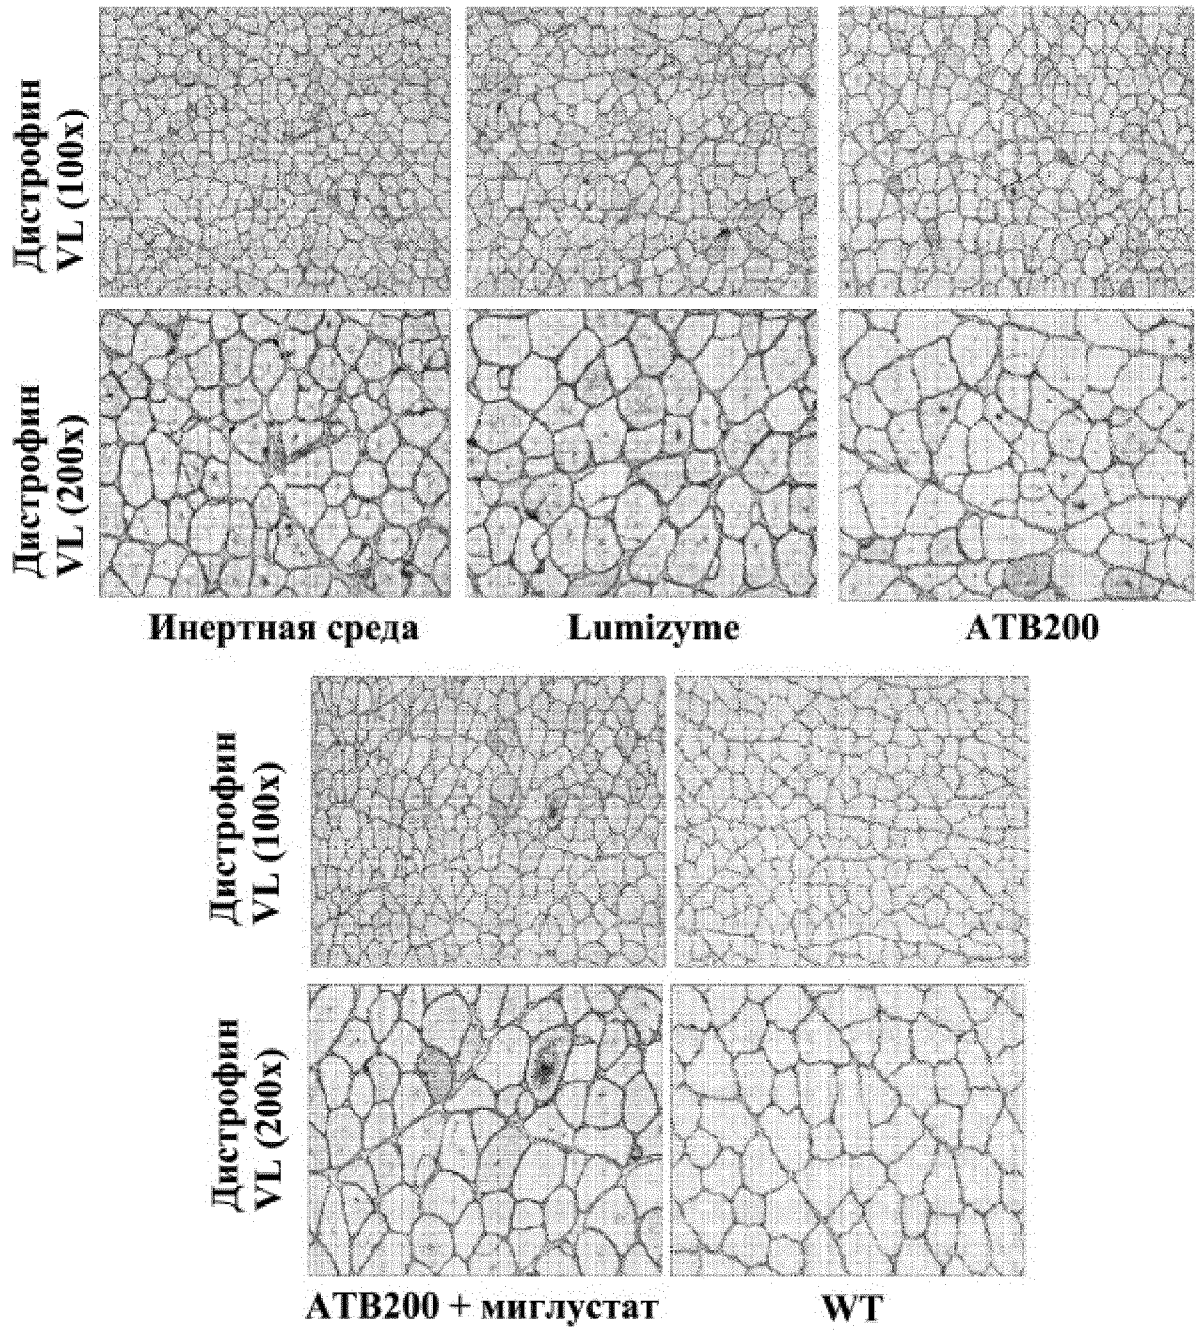 Дистрофин
VL (100x)
Дистрофин
VL (200x)
Инертная среда
Lumizyme
ATB200
Дистрофин
VL (100x)
Дистрофин
VL (200x)
ATB200 + миглустат
WT